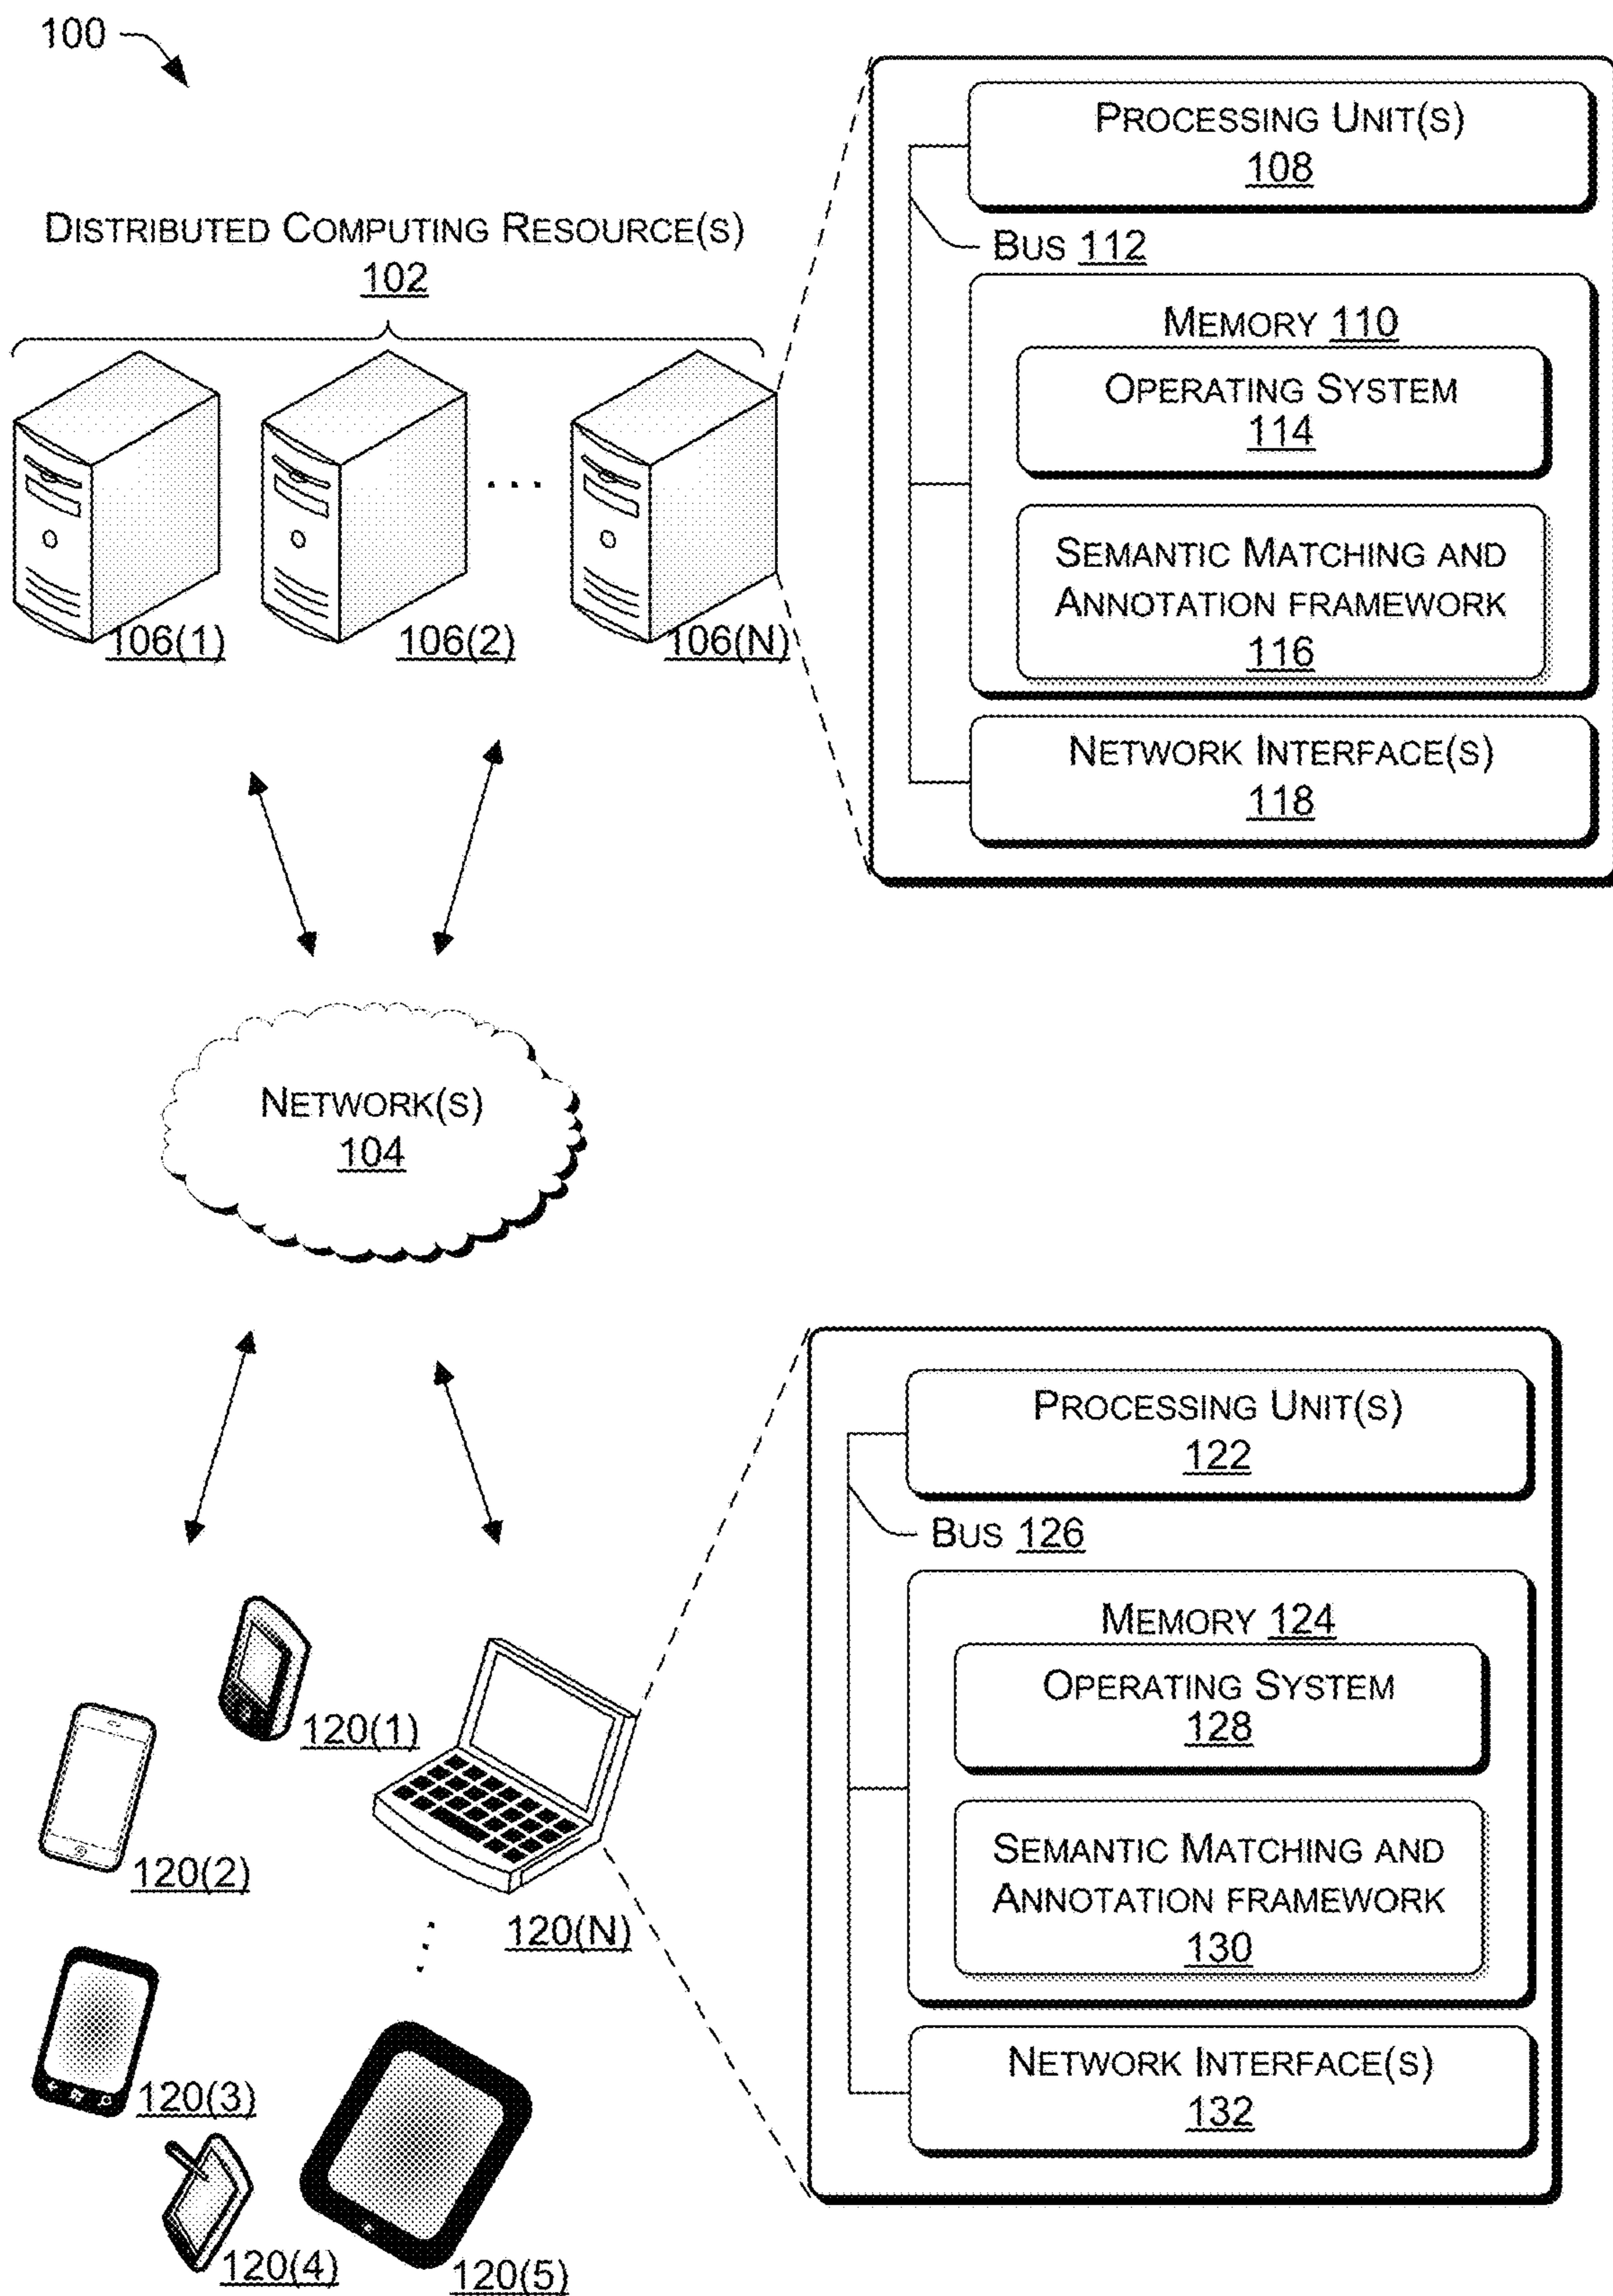 100
DISTRIBUTED COMPUTING RESOURCE(S)
102
106(1)
106(2)
...
106(N)
PROCESSING UNIT(S)
108
BUS 112
MEMORY 110
OPERATING SYSTEM
114
SEMANTIC MATCHING AND
ANNOTATION FRAMEWORK
116
NETWORK INTERFACE(S)
118
NETWORK(S)
104
120(1)
120(2)
120(N)
120(3)
120(4)
120(5)
PROCESSING UNIT(S)
122
BUS 126
MEMORY 124
OPERATING SYSTEM
128
SEMANTIC MATCHING AND
ANNOTATION FRAMEWORK
130
NETWORK INTERFACE(S)
132